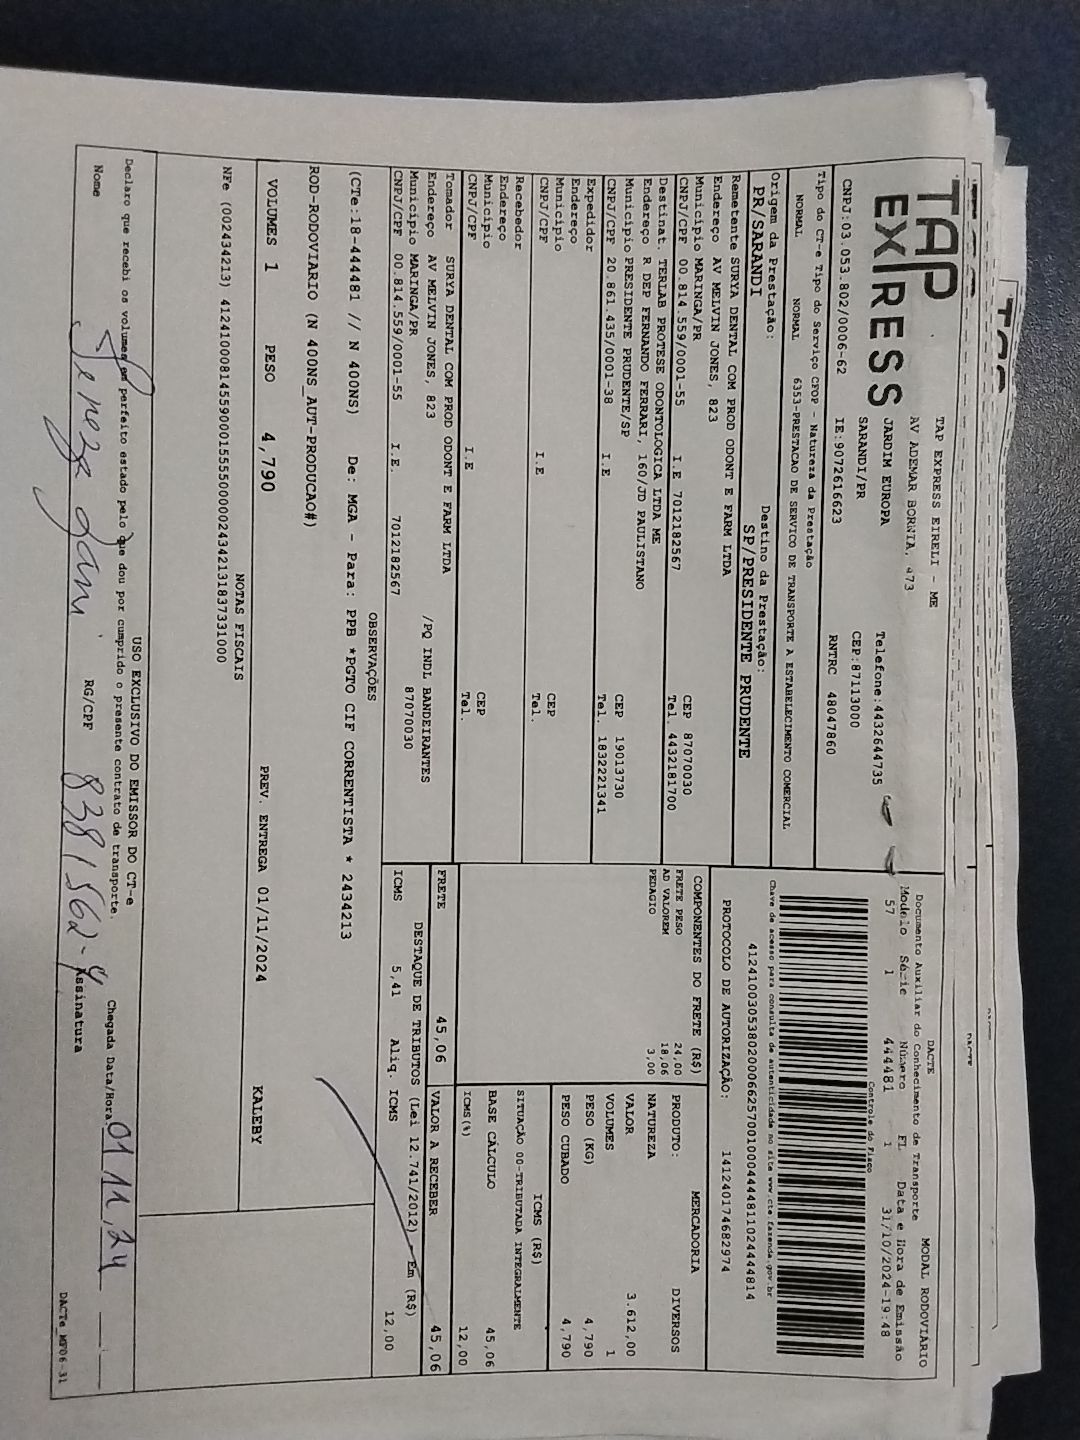 TAP EXPRESS
TAP EXPRESS EIRELI - ME
AV ADEMAR BORNIA, 473
JARDIM EUROPA
Telefone:4432644735
SARANDI/PR
CEP:87113000
CNPJ:03.053.802/0006-62
IE:9072616623
RNTRC 48047860
DACTE
MODAL RODOVIÁRIO
Documento Auxiliar do Conhecimento de Transporte
Modelo Série Número FL Data e Hora de Emissão
57 1 444481 1 31/10/2024-19:48
Controle do Fisco
Chave de acesso para consulta de autenticidade no site www.cte.fazenda.gov.br
PROTOCOLO DE AUTORIZAÇÃO: 141240174682974
Tipo do CT-e Tipo do Serviço CFOP - Natureza da Prestação
NORMAL NORMAL 6353-PRESTACAO DE SERVICO DE TRANSPORTE A ESTABELECIMENTO COMERCIAL
Origem da Prestação: Destino da Prestação:
PR/SARANDI SP/PRESIDENTE PRUDENTE
Remetente SURYA DENTAL COM PROD ODONT E FARM LTDA
Endereço AV MELVIN JONES, 823
Município MARINGA/PR CEP 87070030
CNPJ/CPF 00.814.559/0001-55 I.E 7012182567 Tel. 4432181700
Destinat. TERLAB PROTESE ODONTOLOGICA LTDA ME
Endereço R DEP FERNANDO FERRARI, 160/JD PAULISTANO
Município PRESIDENTE PRUDENTE/SP CEP 19013730
CNPJ/CPF 20.861.435/0001-38 I.E Tel. 1832221341
Expedidor
Endereço
Município CEP
CNPJ/CPF I.E Tel.
Recebedor
Endereço
Município CEP
CNPJ/CPF I.E Tel.
Tomador SURYA DENTAL COM PROD ODONT E FARM LTDA
Endereço AV MELVIN JONES, 823 /PQ INDL BANDEIRANTES
Município MARINGA/PR 87070030
CNPJ/CPF 00.814.559/0001-55 I.E. 7012182567
COMPONENTES DO FRETE (R$)
FRETE PESO 24,00
AD VALOREM 18,06
PEDAGIO 3,00
MERCADORIA
PRODUTO: DIVERSOS
NATUREZA
VALOR 3.612,00
VOLUMES 1
PESO (KG) 4,790
PESO CUBADO 4,790
ICMS (R$)
SITUAÇÃO 00-TRIBUTADA INTEGRALMENTE
BASE CÁLCULO 45,06
ICMS(%) 12,00
FRETE 45,06 VALOR A RECEBER 45,06
DESTAQUE DE TRIBUTOS (Lei 12.741/2012) - Em (R$)
ICMS 5,41 Aliq. ICMS 12,00
OBSERVAÇÕES
(CTe:18-444481 // N 400NS) De: MGA - Para: PPB *PGTO CIF CORRENTISTA * 2434213
ROD-RODOVIARIO (N 400NS_AUT-PRODUCAO#)
VOLUMES 1 PESO 4,790 PREV. ENTREGA 01/11/2024 KALEBY
NOTAS FISCAIS
NFe (002434213)
USO EXCLUSIVO DO EMISSOR DO CT-e
Declaro que recebi os volumes em perfeito estado pelo que dou por cumprido o presente contrato de transporte.
Chegada Data/Hora 01 11,24
Nome RG/CPF Assinatura
DACTe_MF06-31